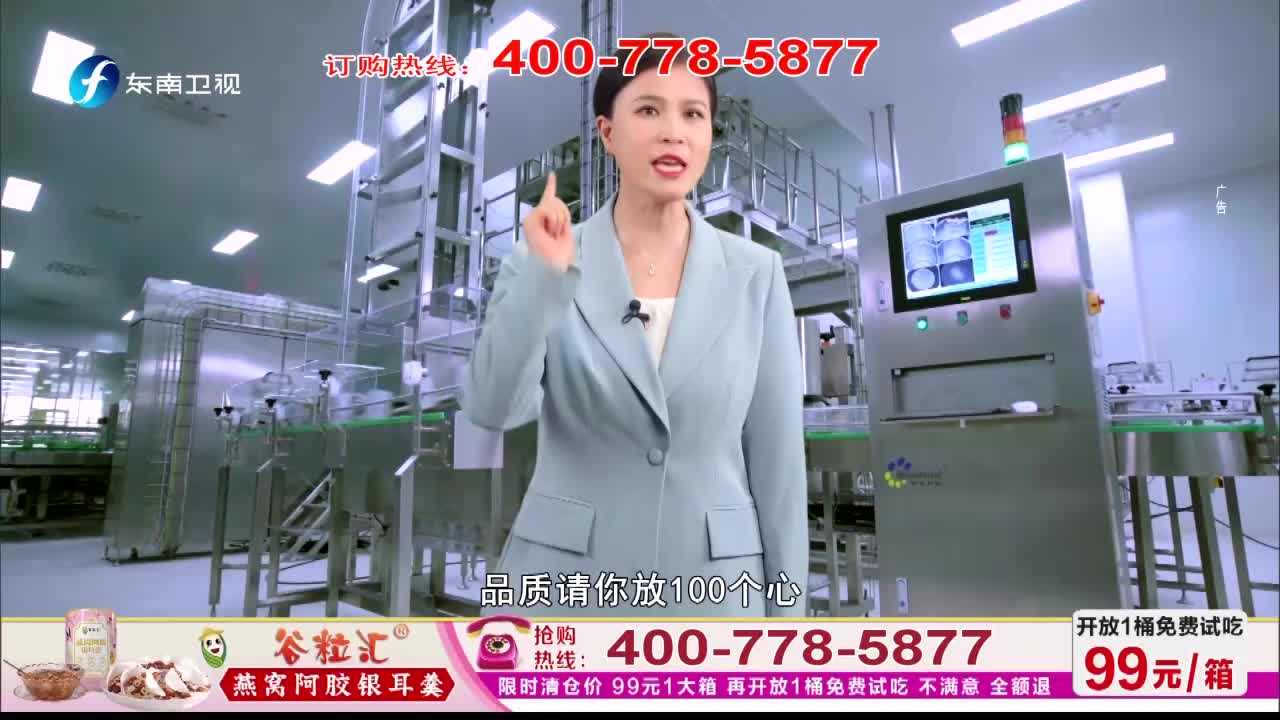 订购热线：400-778-5877
东南卫视
广告
品质请你放100个心
谷粒汇®
燕窝阿胶银耳羹
抢购
热线：
400-778-5877
限时清仓价 99元1大箱 再开放1桶免费试吃 不满意 全额退
开放1桶免费试吃
99元/箱